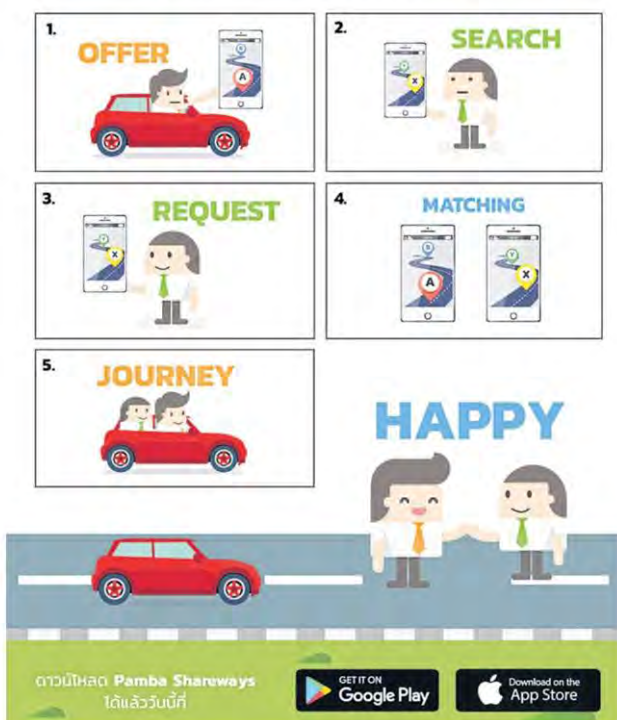 1.
OFFER
A
2.
SEARCH
X
3.
REQUEST
X
4.
MATCHING
A
X
5.
JOURNEY
HAPPY
ดาวน์โหลด Pamba Shareways
ได้แล้ววันนี้ที่
GET IT ON
Google Play
Download on the
App Store